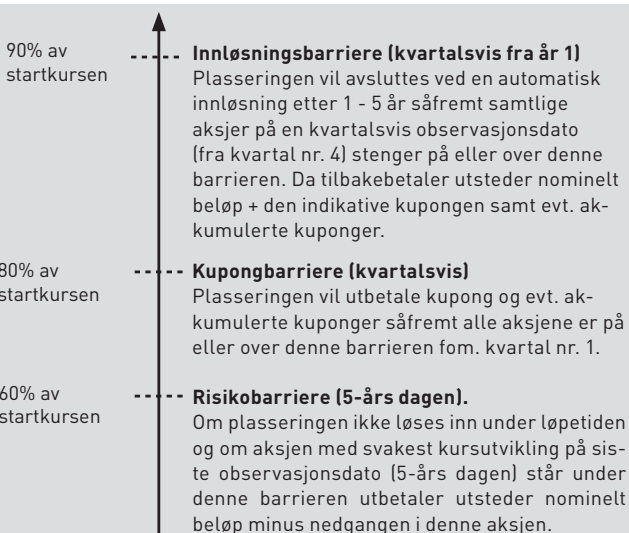 90% av
startkursen
Innløsningsbarriere (kvartalsvis fra år 1)
Plasseringen vil avsluttes ved en automatisk
innløsning etter 1 - 5 år såfremt samtlige
aksjer på en kvartalsvis observasjonsdato
(fra kvartal nr. 4) stenger på eller over denne
barrieren. Da tilbakebetaler utsteder nominelt
beløp + den indikative kupongen samt evt. ak-
kumulerte kuponger.
80% av
startkursen
Kupongbarriere (kvartalsvis)
Plasseringen vil utbetale kupong og evt. ak-
kumulerte kuponger såfremt alle aksjene er på
eller over denne barrieren fom. kvartal nr. 1.
60% av
startkursen
Risikobarriere (5-års dagen).
Om plasseringen ikke løses inn under løpetiden
og om aksjen med svakest kursutvikling på sis-
te observasjonsdato (5-års dagen) står under
denne barrieren utbetaler utsteder nominelt
beløp minus nedgangen i denne aksjen.